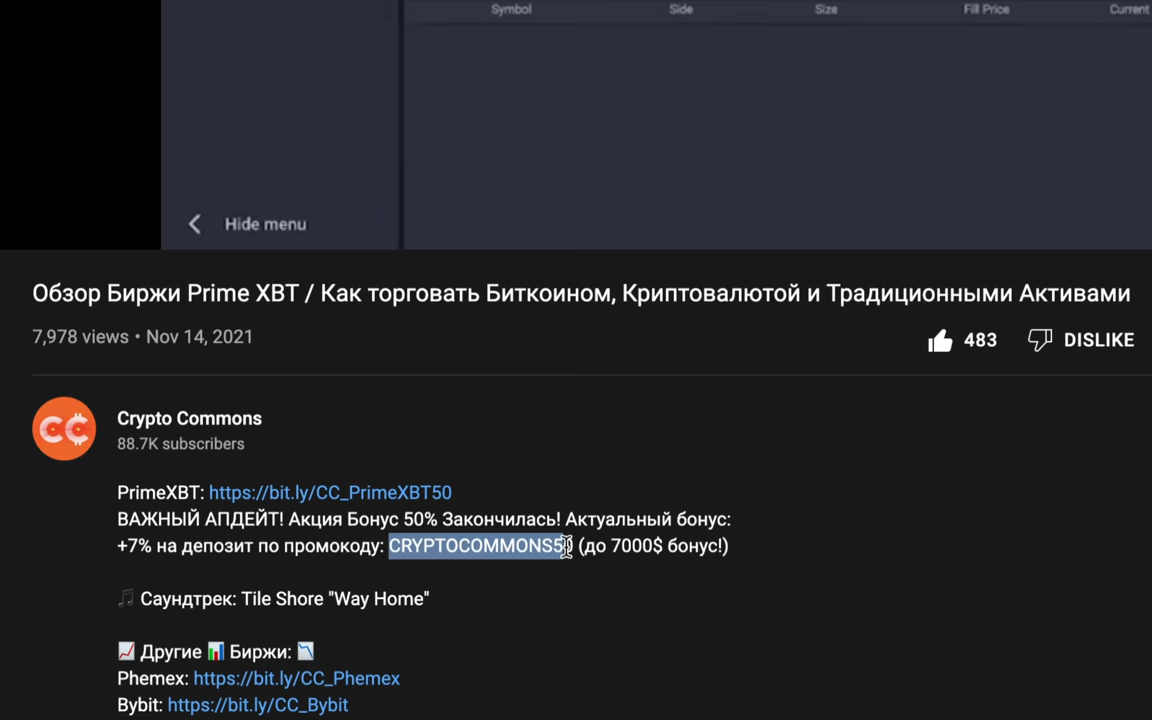 Symbol Side Size Fill Price Current
Hide menu
Обзор Биржи Prime XBT / Как торговать Биткоином, Криптовалютой и Традиционными Активами
7,978 views • Nov 14, 2021
483 DISLIKE
CC
Crypto Commons
88.7K subscribers
PrimeXBT: https://bit.ly/CC_PrimeXBT50
ВАЖНЫЙ АПДЕЙТ! Акция Бонус 50% Закончилась! Актуальный бонус:
+7% на депозит по промокоду: CRYPTOCOMMONS50 (до 7000$ бонус!)
🎵 Саундтрек: Tile Shore "Way Home"
📈 Другие 📊 Биржи: 📉
Phemex: https://bit.ly/CC_Phemex
Bybit: https://bit.ly/CC_Bybit